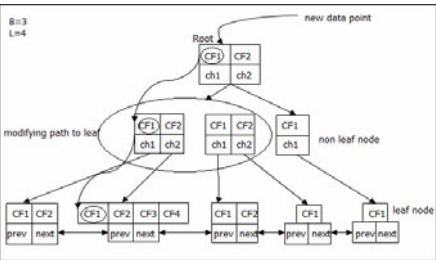 B=3
L=4
new data point
Root
CF1 CF2
ch1 ch2
modifying path to leaf
CF1 CF2
ch1 ch2
CF1 CF2
ch1 ch2
CF1
ch1
non leaf node
CF1 CF2
prev next
CF1 CF2 CF3 CF4
prev next
CF1 CF2
prev next
CF1
prev next
CF1
prev next
leaf node